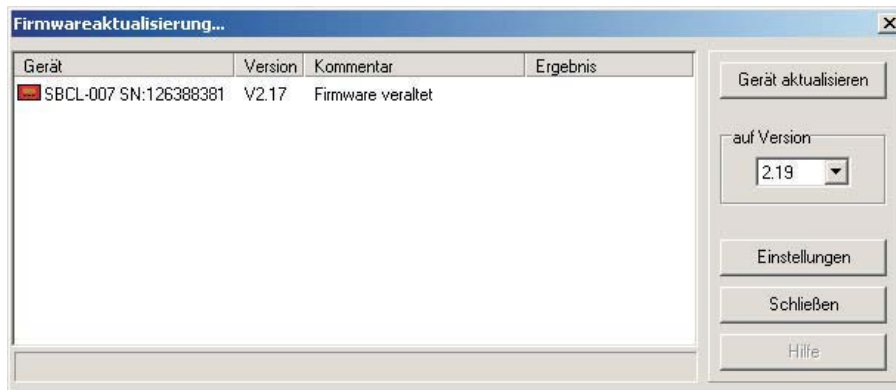 Firmwareaktualisierung...
Gerät Version Kommentar Ergebnis
SBCL-007 SN:126388381 V2.17 Firmware veraltet
Gerät aktualisieren
auf Version
2.19
Einstellungen
Schließen
Hilfe